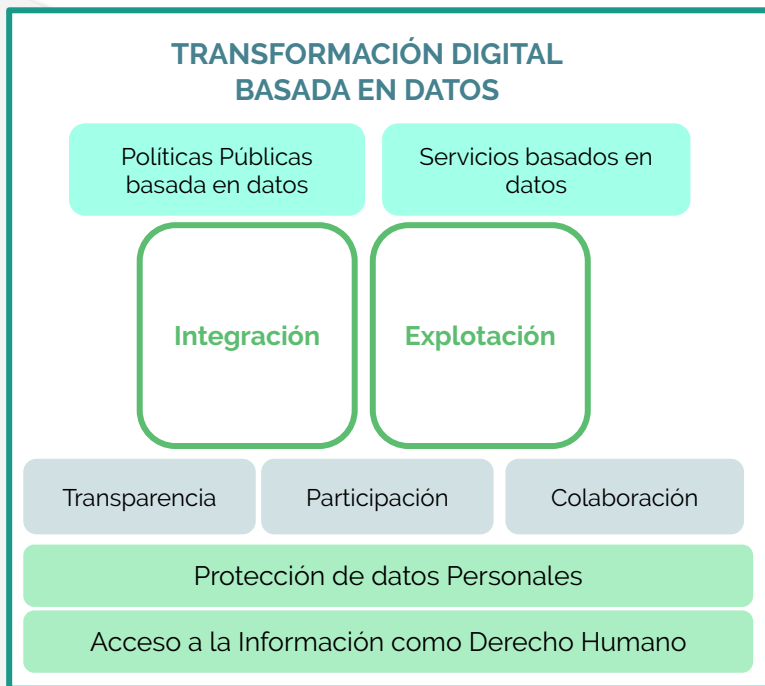 TRANSFORMACIÓN DIGITAL
BASADA EN DATOS
Políticas Públicas
basada en datos
Servicios basados en
datos
Integración
Explotación
Transparencia
Participación
Colaboración
Protección de datos Personales
Acceso a la Información como Derecho Humano